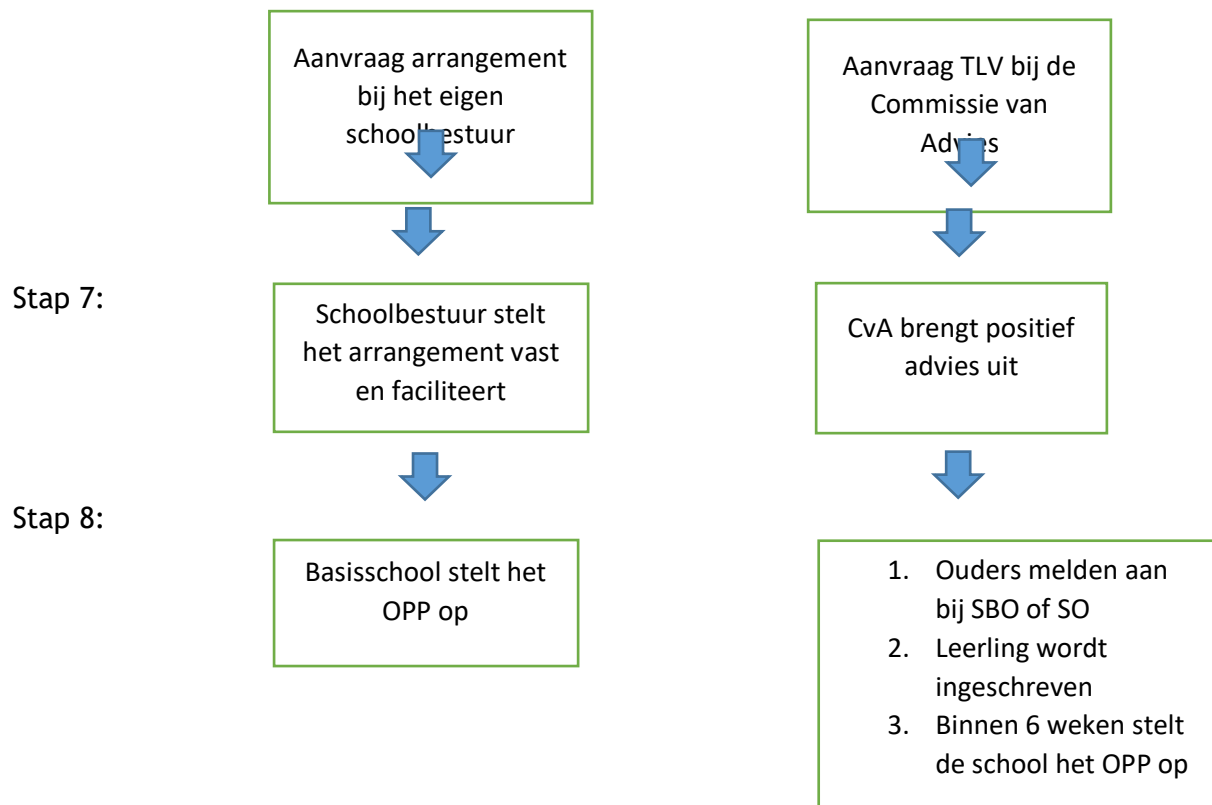 Aanvraag arrangement
bij het eigen
schoolbestuur
Aanvraag TLV bij de
Commissie van
Advies
Stap 7:
Schoolbestuur stelt
het arrangement vast
en faciliteert
CvA brengt positief
advies uit
Stap 8:
Basisschool stelt het
OPP op
1. Ouders melden aan
bij SBO of SO
2. Leerling wordt
ingeschreven
3. Binnen 6 weken stelt
de school het OPP op